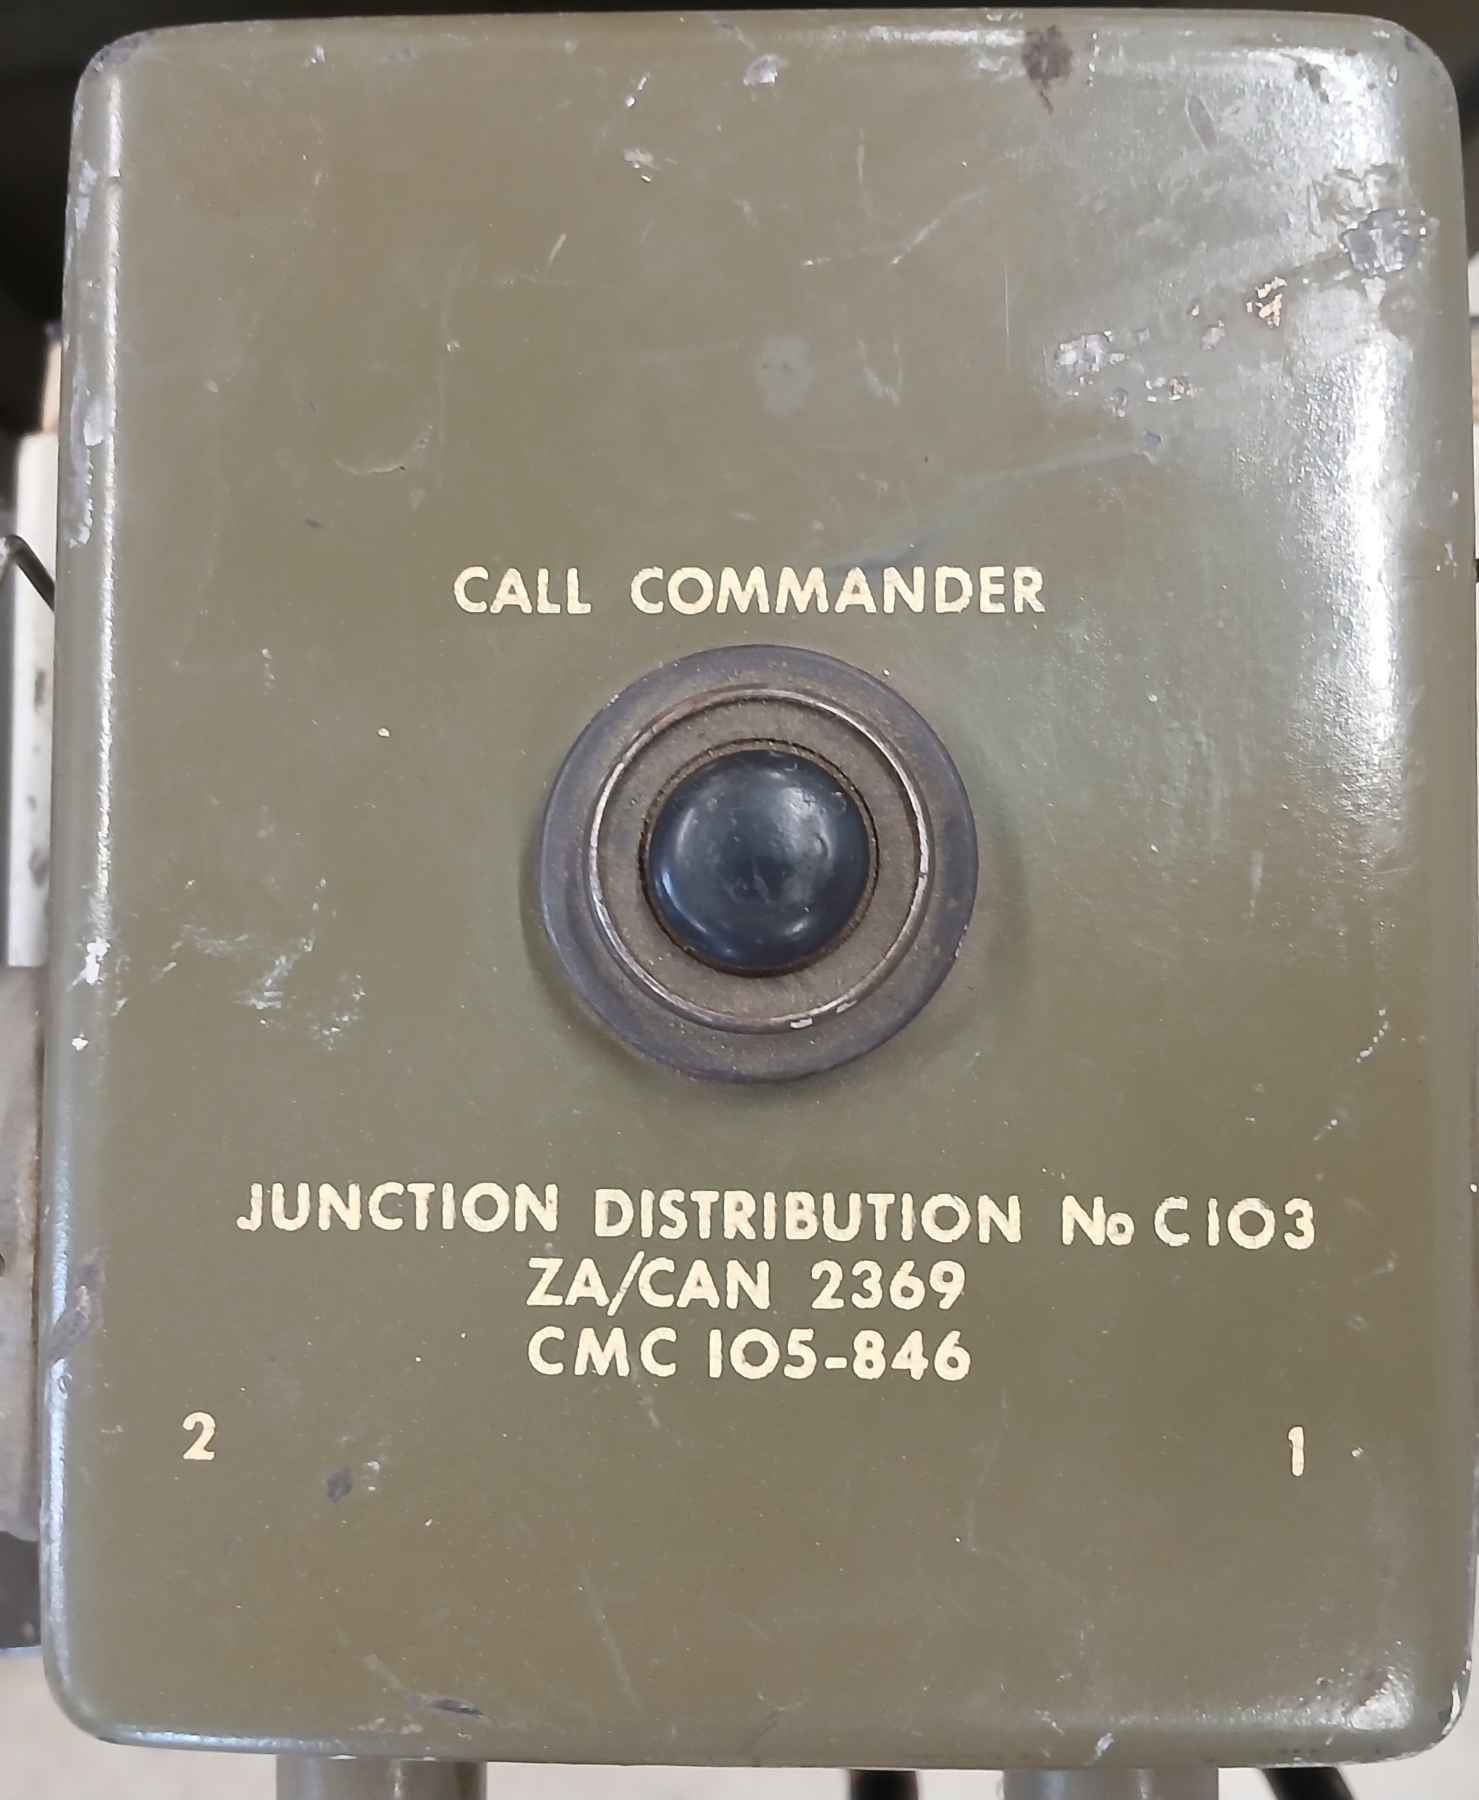 CALL COMMANDER
JUNCTION DISTRIBUTION No C103
ZA/CAN 2369
CMC 105-846
2 1